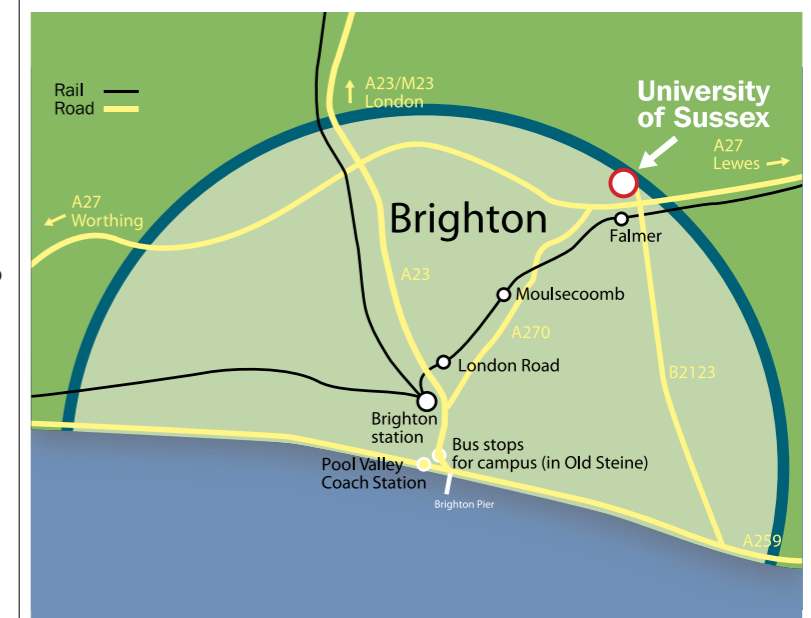 Rail
Road
A23/M23
London
University
of Sussex
A27
Lewes
A27
Worthing
Brighton
Falmer
A23
Moulsecoomb
A270
London Road
B2123
Brighton
station
Bus stops
for campus (in Old Steine)
Pool Valley
Coach Station
Brighton Pier
A259